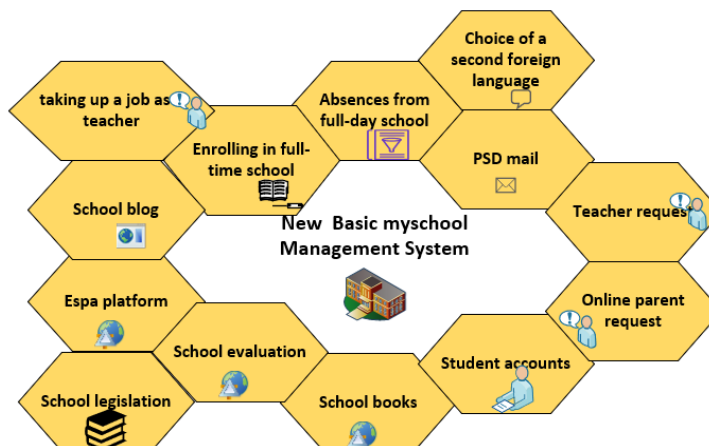 Choice of a
second foreign
language
taking up a job as
teacher
Absences from
full-day school
Enrolling in full-
time school
PSD mail
School blog
New Basic myschool
Management System
Teacher request
Espa platform
Online parent
request
School evaluation
Student accounts
School legislation
School books